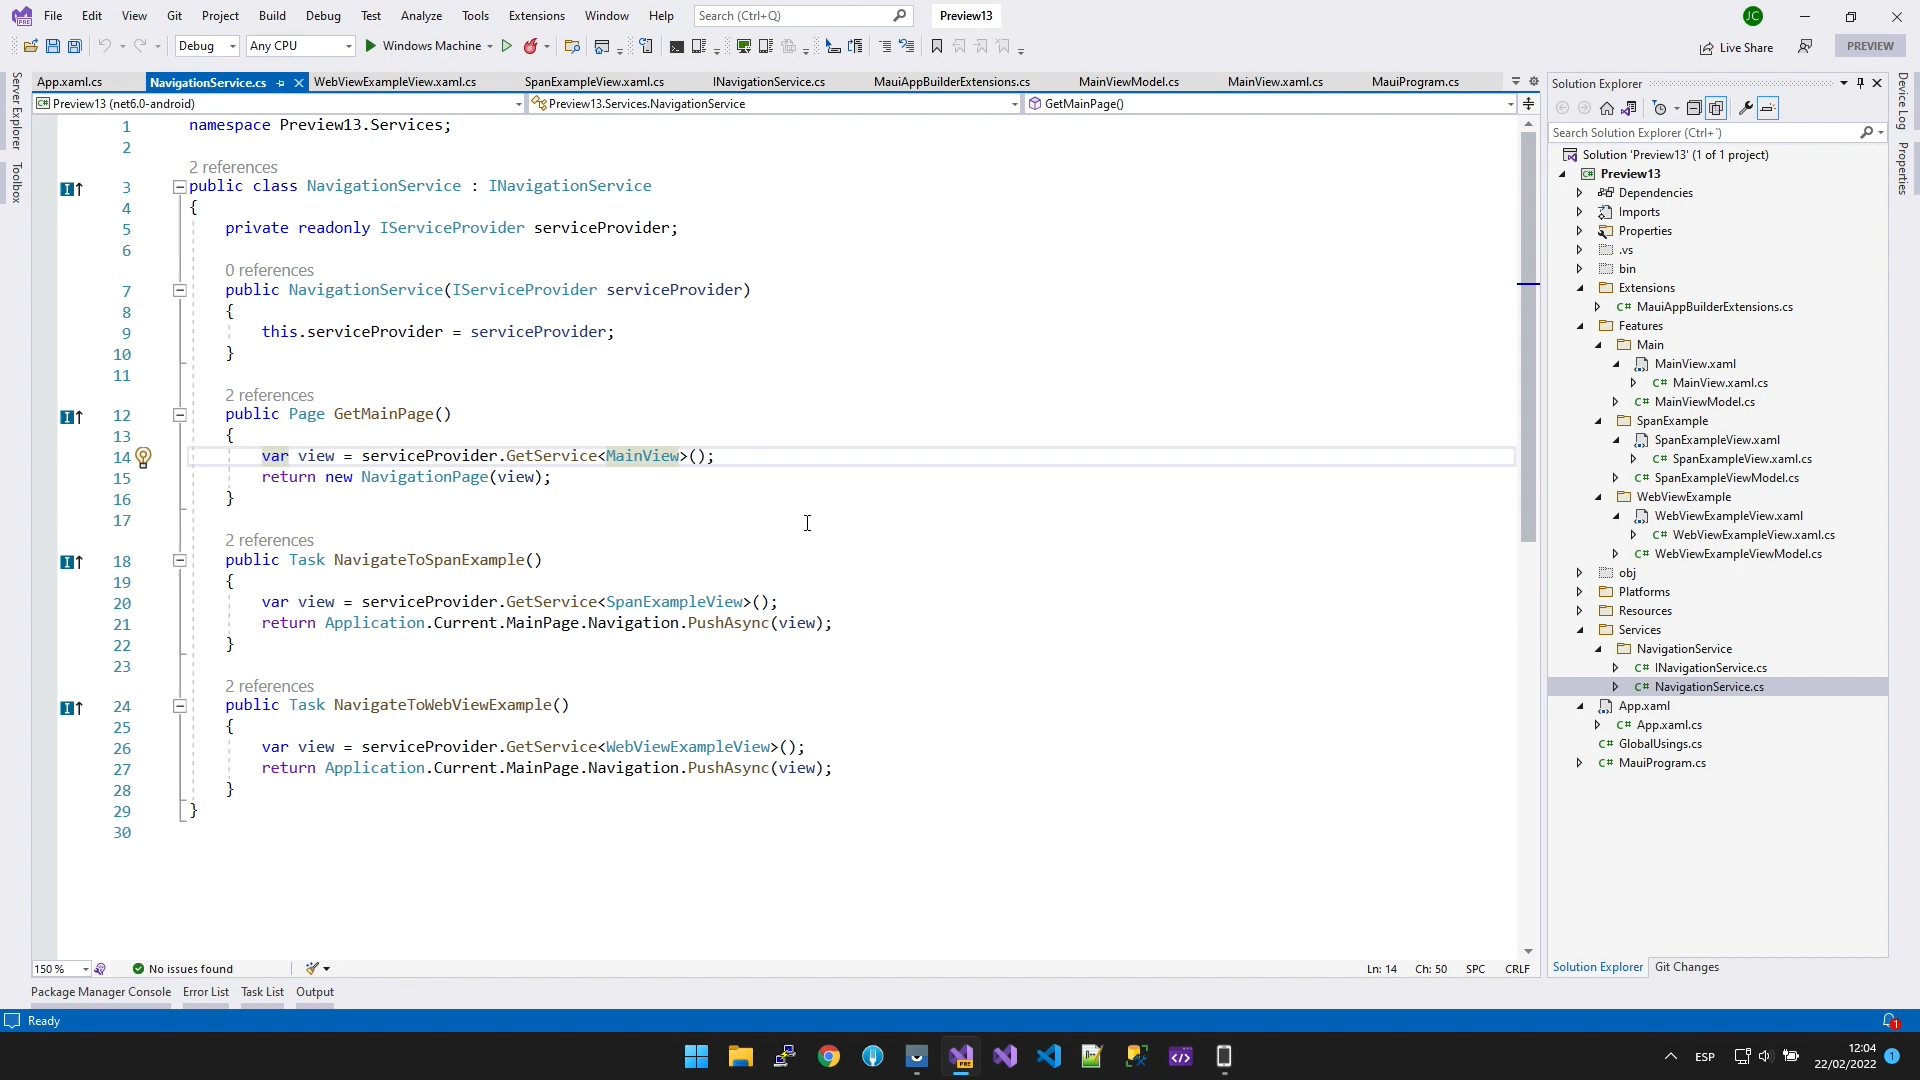 File Edit View Git Project Build Debug Test Analyze Tools Extensions Window Help Search (Ctrl+Q) Preview13 JC
Debug Any CPU Windows Machine Live Share PREVIEW
App.xaml.cs NavigationService.cs WebViewExampleView.xaml.cs SpanExampleView.xaml.cs INavigationService.cs MauiAppBuilderExtensions.cs MainViewModel.cs MainView.xaml.cs MauiProgram.cs
Preview13 (net6.0-android) Preview13.Services.NavigationService GetMainPage()
Server Explorer
Toolbox
1 namespace Preview13.Services;
2
2 references
3 public class NavigationService : INavigationService
4 {
5 private readonly IServiceProvider serviceProvider;
6
0 references
7 public NavigationService(IServiceProvider serviceProvider)
8 {
9 this.serviceProvider = serviceProvider;
10 }
11
2 references
12 public Page GetMainPage()
13 {
14 var view = serviceProvider.GetService<MainView>();
15 return new NavigationPage(view);
16 }
17
2 references
18 public Task NavigateToSpanExample()
19 {
20 var view = serviceProvider.GetService<SpanExampleView>();
21 return Application.Current.MainPage.Navigation.PushAsync(view);
22 }
23
2 references
24 public Task NavigateToWebViewExample()
25 {
26 var view = serviceProvider.GetService<WebViewExampleView>();
27 return Application.Current.MainPage.Navigation.PushAsync(view);
28 }
29 }
30
150 % No issues found Ln: 14 Ch: 50 SPC CRLF
Solution Explorer
Search Solution Explorer (Ctrl+`)
Solution 'Preview13' (1 of 1 project)
Preview13
Dependencies
Imports
Properties
.vs
bin
Extensions
C# MauiAppBuilderExtensions.cs
Features
Main
MainView.xaml
C# MainView.xaml.cs
C# MainViewModel.cs
SpanExample
SpanExampleView.xaml
C# SpanExampleView.xaml.cs
C# SpanExampleViewModel.cs
WebViewExample
WebViewExampleView.xaml
C# WebViewExampleView.xaml.cs
C# WebViewExampleViewModel.cs
obj
Platforms
Resources
Services
NavigationService
C# INavigationService.cs
C# NavigationService.cs
App.xaml
C# App.xaml.cs
C# GlobalUsings.cs
C# MauiProgram.cs
Solution Explorer Git Changes
Device Log
Properties
Package Manager Console Error List Task List Output
Ready 1
ESP 12:04
22/02/2022 1